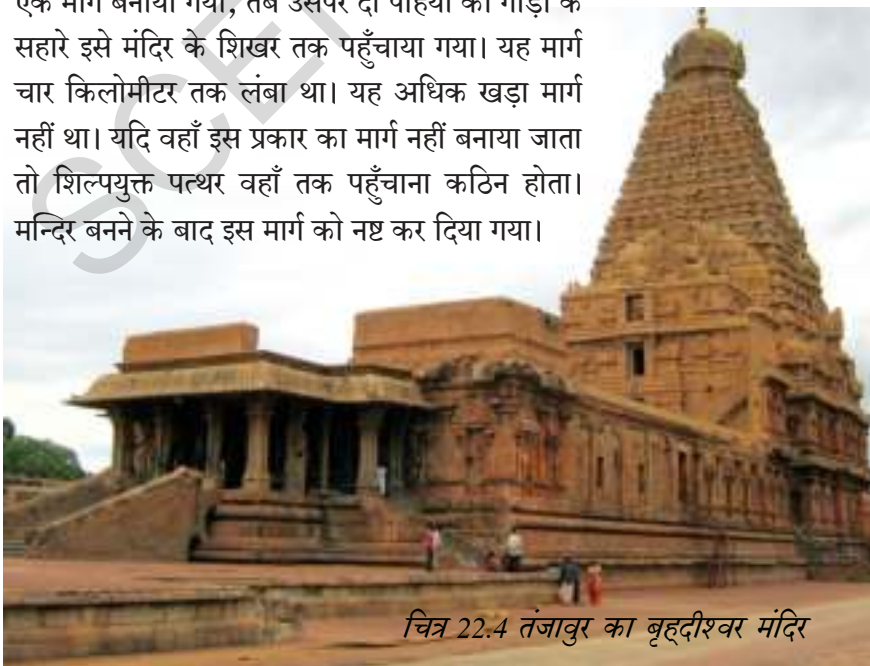 एक मार्ग बनाया गया, तब उसपर दो पहियों की गाड़ी के
सहारे इसे मंदिर के शिखर तक पहुँचाया गया। यह मार्ग
चार किलोमीटर तक लंबा था। यह अधिक खड़ा मार्ग
नहीं था। यदि वहाँ इस प्रकार का मार्ग नहीं बनाया जाता
तो शिल्पयुक्त पत्थर वहाँ तक पहुँचाना कठिन होता।
मन्दिर बनने के बाद इस मार्ग को नष्ट कर दिया गया।
चित्र 22.4 तंजावुर का बृहदीश्वर मंदिर